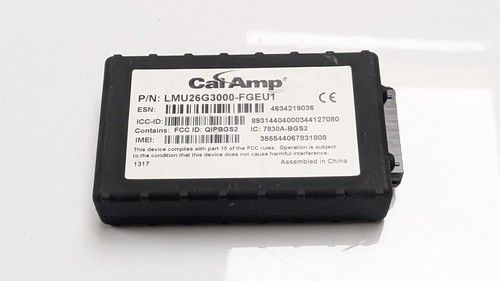 CalAmp®
P/N: LMU26G3000-FGEU1 CE
ESN: 4634219036
ICC-ID: 89314404000344127080
Contains: FCC ID: QIPBGS2 IC: 7830A-BGS2
IMEI: 355544067831808
This device complies with part 15 of the FCC rules. Operation is subject
to the condition that this device does not cause harmful interference.
1317 Assembled in China